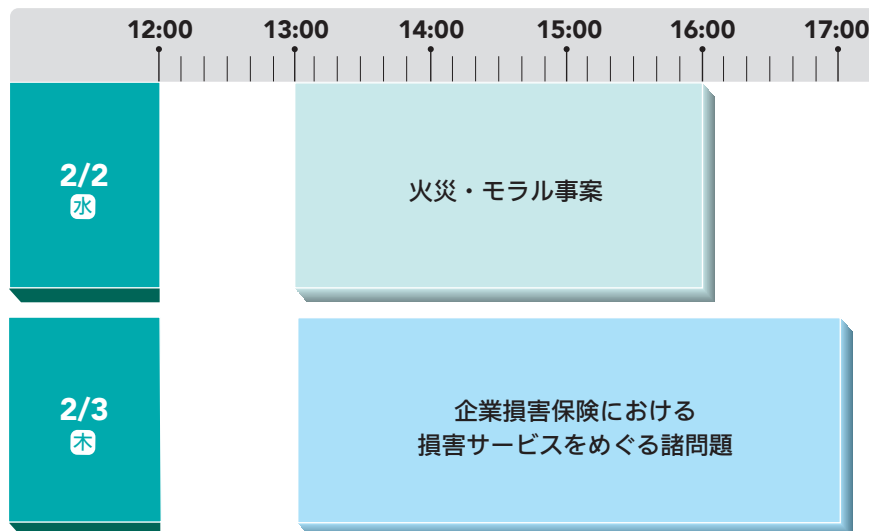 12:00 13:00 14:00 15:00 16:00 17:00
2/2
水
火災・モラル事案
2/3
木
企業損害保険における
損害サービスをめぐる諸問題